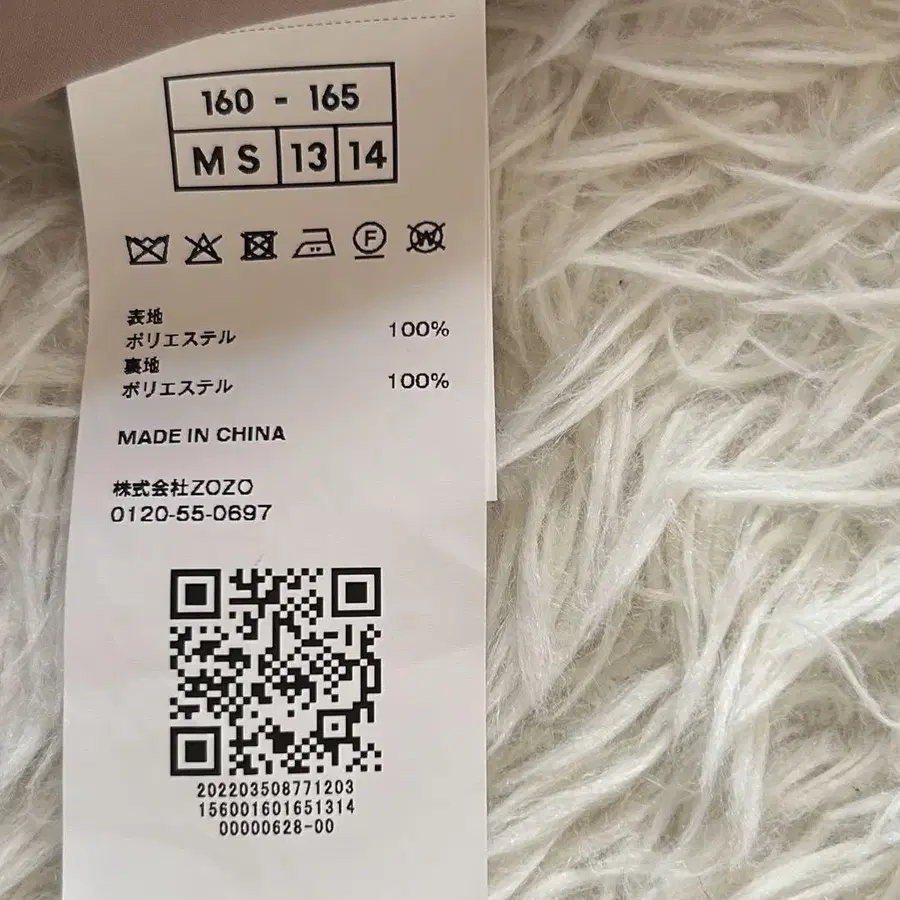 160 - 165
MS 13 14
F
W
表地
ポリエステル 100%
裏地
ポリエステル 100%
MADE IN CHINA
株式会社ZOZO
0120-55-0697
202203508771203
156001601651314
00000628-00